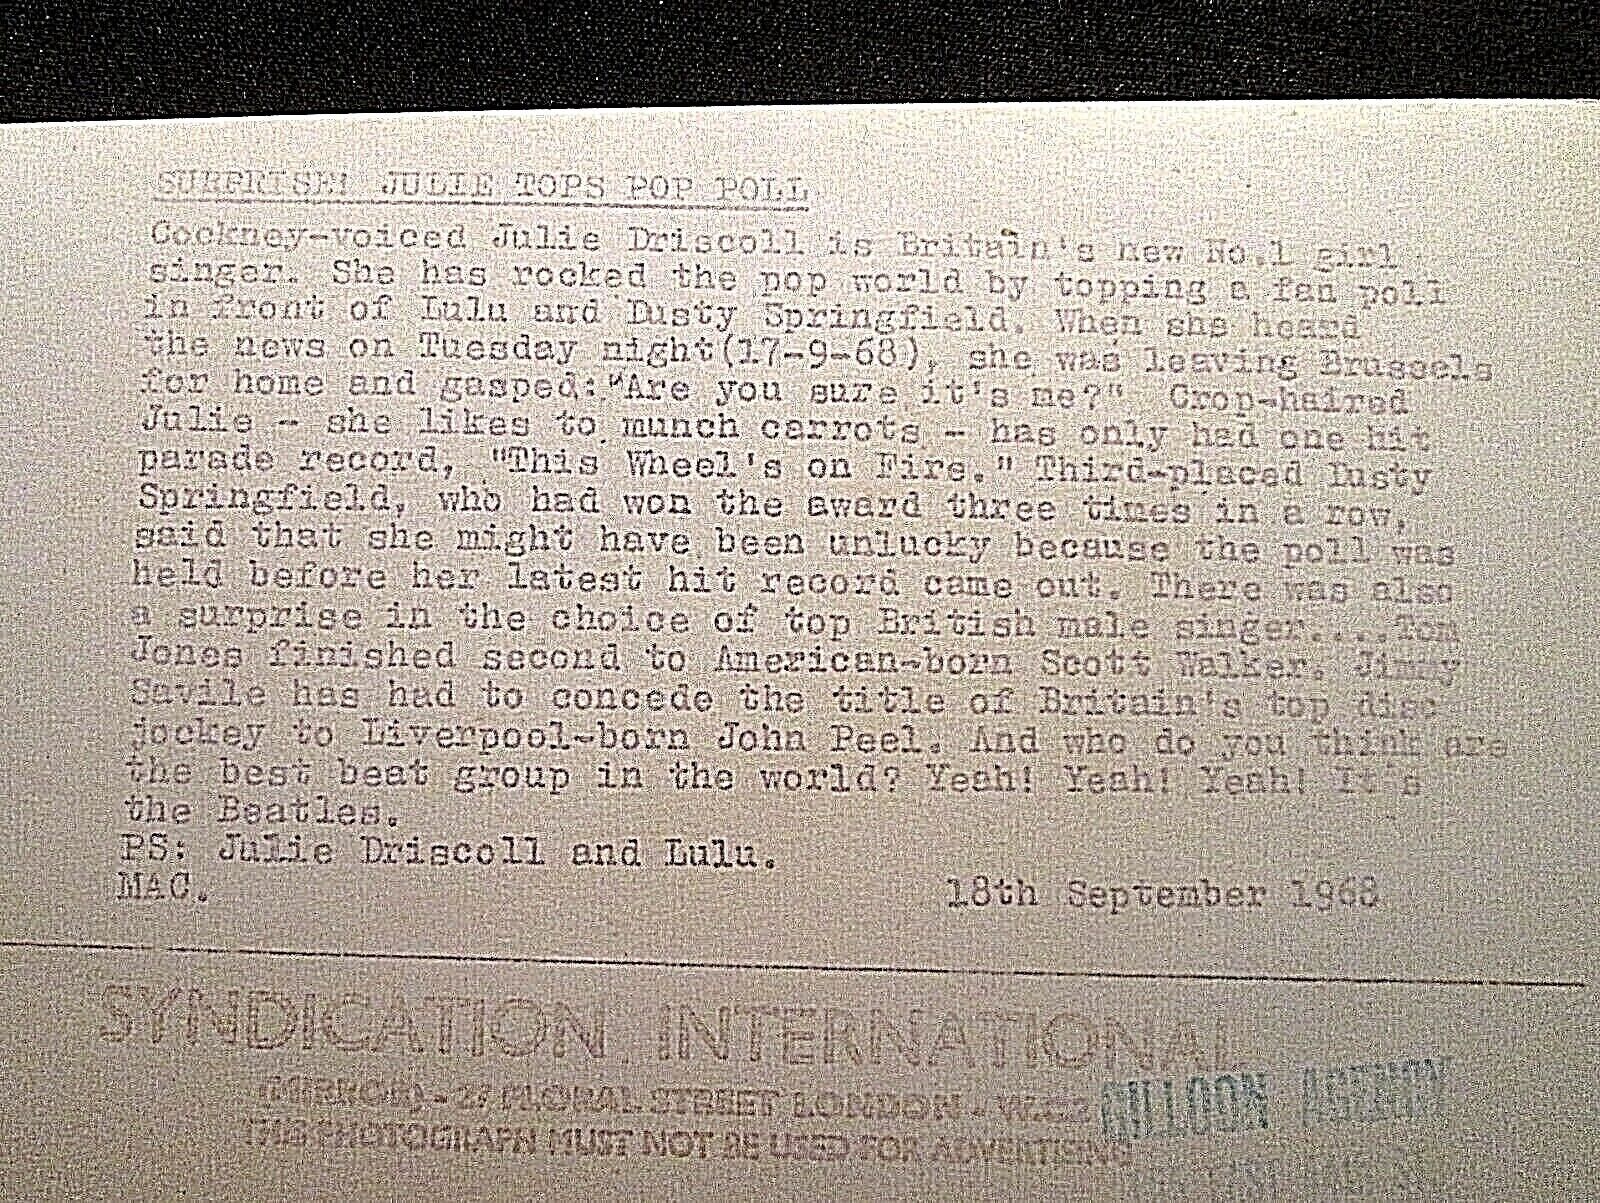 SURPRISE! JULIE TOPS POP POLL
Cockney-voiced Julie Driscoll is Britain's new No.1 girl
singer. She has rocked the pop world by topping a fan poll
in front of Lulu and Dusty Springfield. When she heard
the news on Tuesday night(17-9-68), she was leaving Brussels
for home and gasped:"Are you sure it's me?" Crop-haired
Julie - she likes to munch carrots - has only had one hit
parade record, "This Wheel's on Fire." Third-placed Dusty
Springfield, who had won the award three times in a row,
said that she might have been unlucky because the poll was
held before her latest hit record came out. There was also
a surprise in the choice of top British male singer....Tom
Jones finished second to American-born Scott Walker. Jimmy
Savile has had to concede the title of Britain's top disc
jockey to Liverpool-born John Peel. And who do you think are
the best beat group in the world? Yeah! Yeah! Yeah! It's
the Beatles.
PS: Julie Driscoll and Lulu.
MAC. 18th September 1968
SYNDICATION INTERNATIONAL
(MIRROR) - 27 FLORAL STREET LONDON - WC2
GILLOON AGENCY
THIS PHOTOGRAPH MUST NOT BE USED FOR ADVERTISING